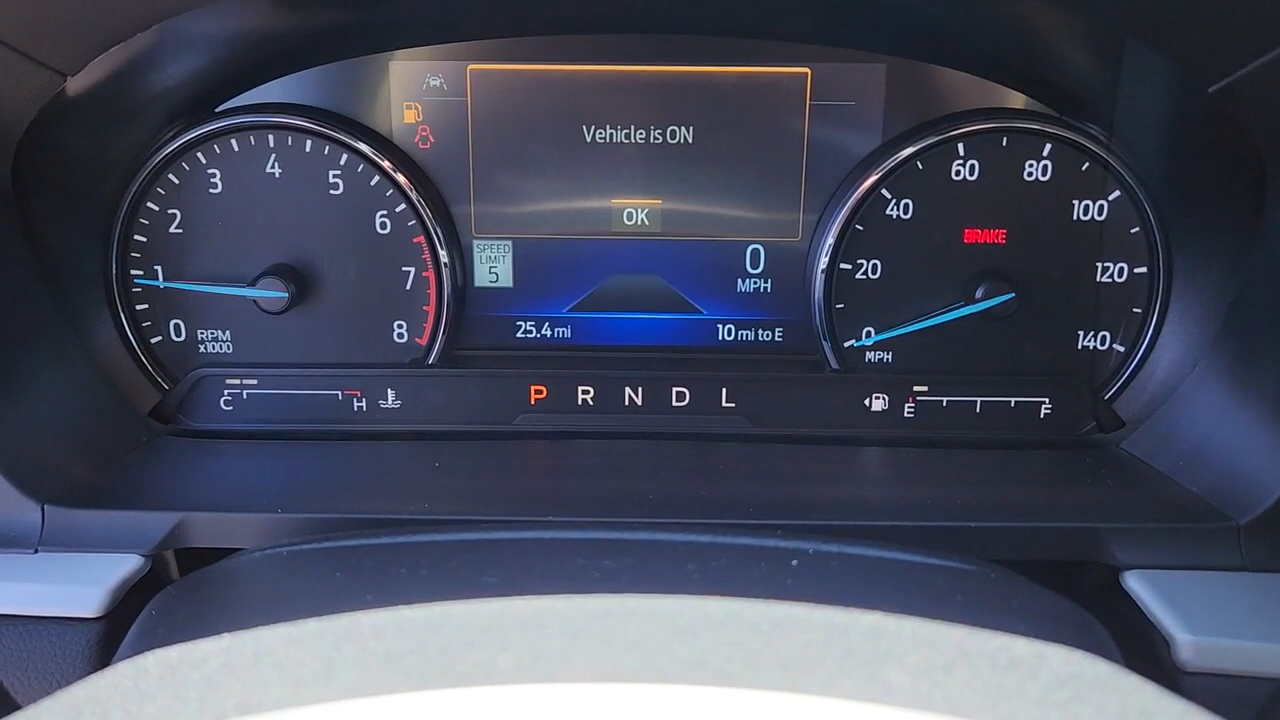 Vehicle is ON
OK
SPEED
LIMIT
5
0
MPH
25.4 mi
10 mi to E
0
1
2
3
4
5
6
7
8
RPM
x1000
0
20
40
60
80
100
120
140
BRAKE
MPH
C
H
P R N D L
E
F